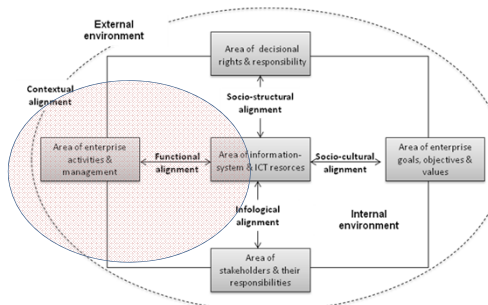 External
environment
Area of decisional
rights & responsibility
Contextual
alignment
Socio-structural
alignment
Area of enterprise
activities &
management
Functional
alignment
Area of information-
system & ICT resorces
Socio-cultural
alignment
Area of enterprise
goals, objectives &
values
Infological
alignment
Internal
environment
Area of
stakeholders & their
responsibilities